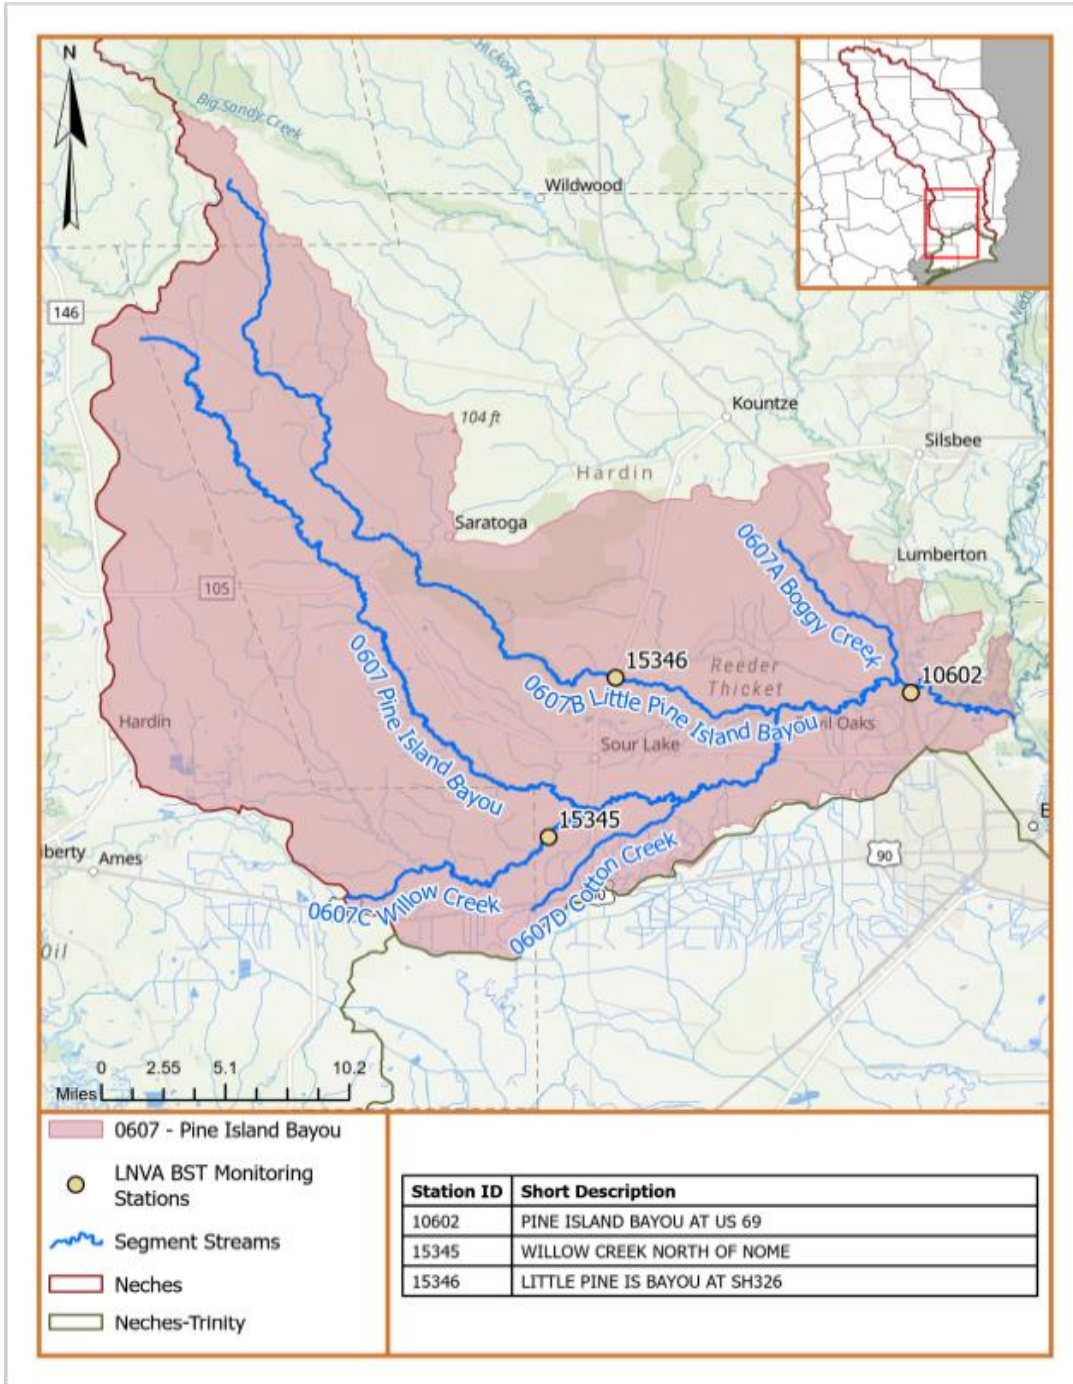 N
Hickory Creek
Big Sandy Creek
Wildwood
146
Kountze
104 ft
Silsbee
Hardin
Saratoga
Lumberton
0607A Boggy Creek
105
15346
Reeder
Thicket
10602
0607 Pine Island Bayou
0607B Little Pine Island Bayou
Hardin
Oaks
Sour Lake
15345
90
Ames
0607C Willow Creek
0607D Cotton Creek
0 2.55 5.1 10.2
Miles
0607 - Pine Island Bayou
LNVA BST Monitoring
Stations
Segment Streams
Neches
Neches-Trinity
Station ID Short Description
10602 PINE ISLAND BAYOU AT US 69
15345 WILLOW CREEK NORTH OF NOME
15346 LITTLE PINE IS BAYOU AT SH326